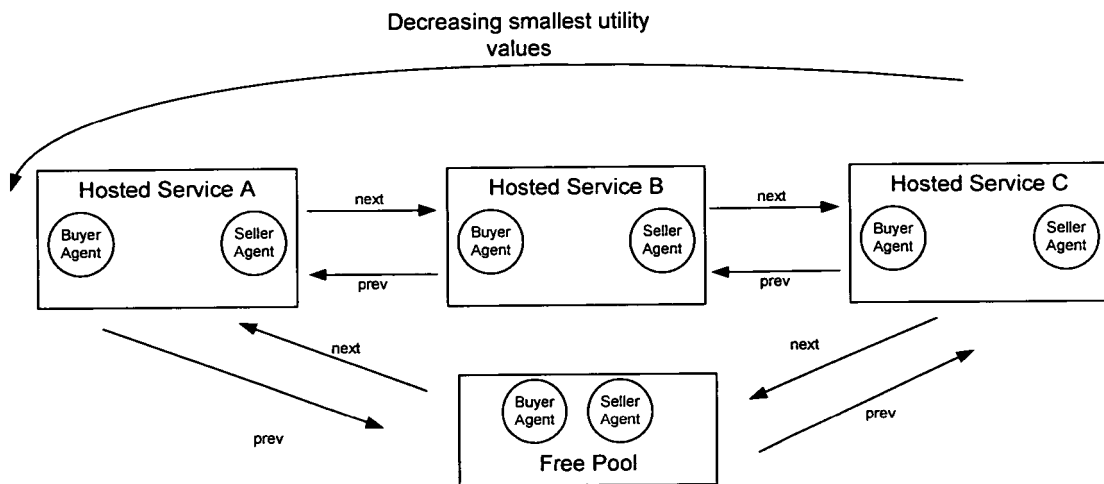 Decreasing smallest utility
values
Hosted Service A
Buyer
Agent
Seller
Agent
next
prev
Hosted Service B
Buyer
Agent
Seller
Agent
next
prev
Hosted Service C
Buyer
Agent
Seller
Agent
next
next
prev
prev
Buyer
Agent
Seller
Agent
Free Pool